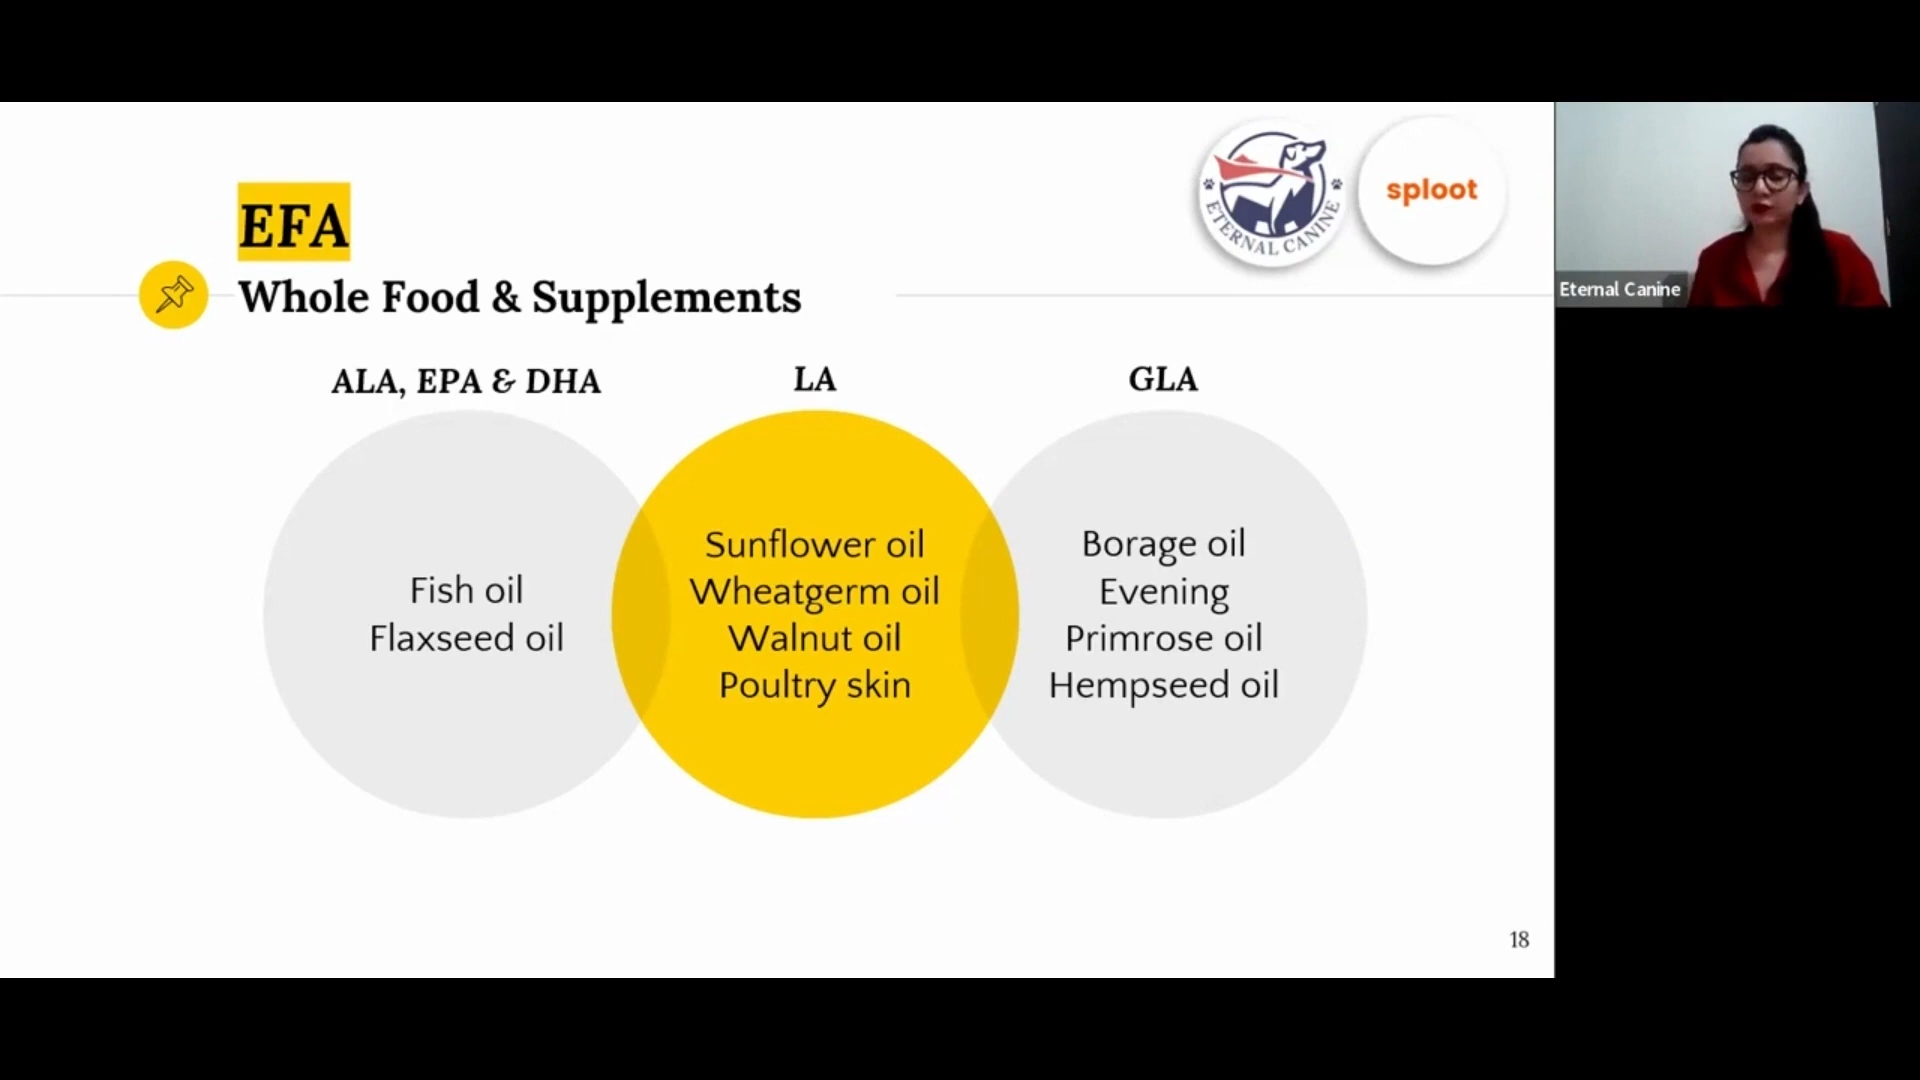 EFA
Whole Food & Supplements
ETERNAL CANINE
sploot
Eternal Canine
ALA, EPA & DHA
Fish oil
Flaxseed oil
LA
Sunflower oil
Wheatgerm oil
Walnut oil
Poultry skin
GLA
Borage oil
Evening
Primrose oil
Hempseed oil
18